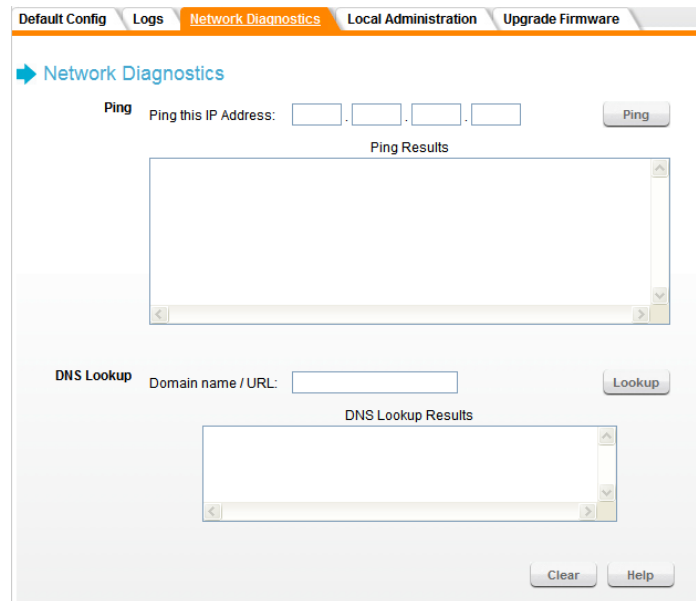 Default Config Logs Network Diagnostics Local Administration Upgrade Firmware
Network Diagnostics
Ping Ping this IP Address: . . . Ping
Ping Results
DNS Lookup Domain name / URL: Lookup
DNS Lookup Results
Clear Help